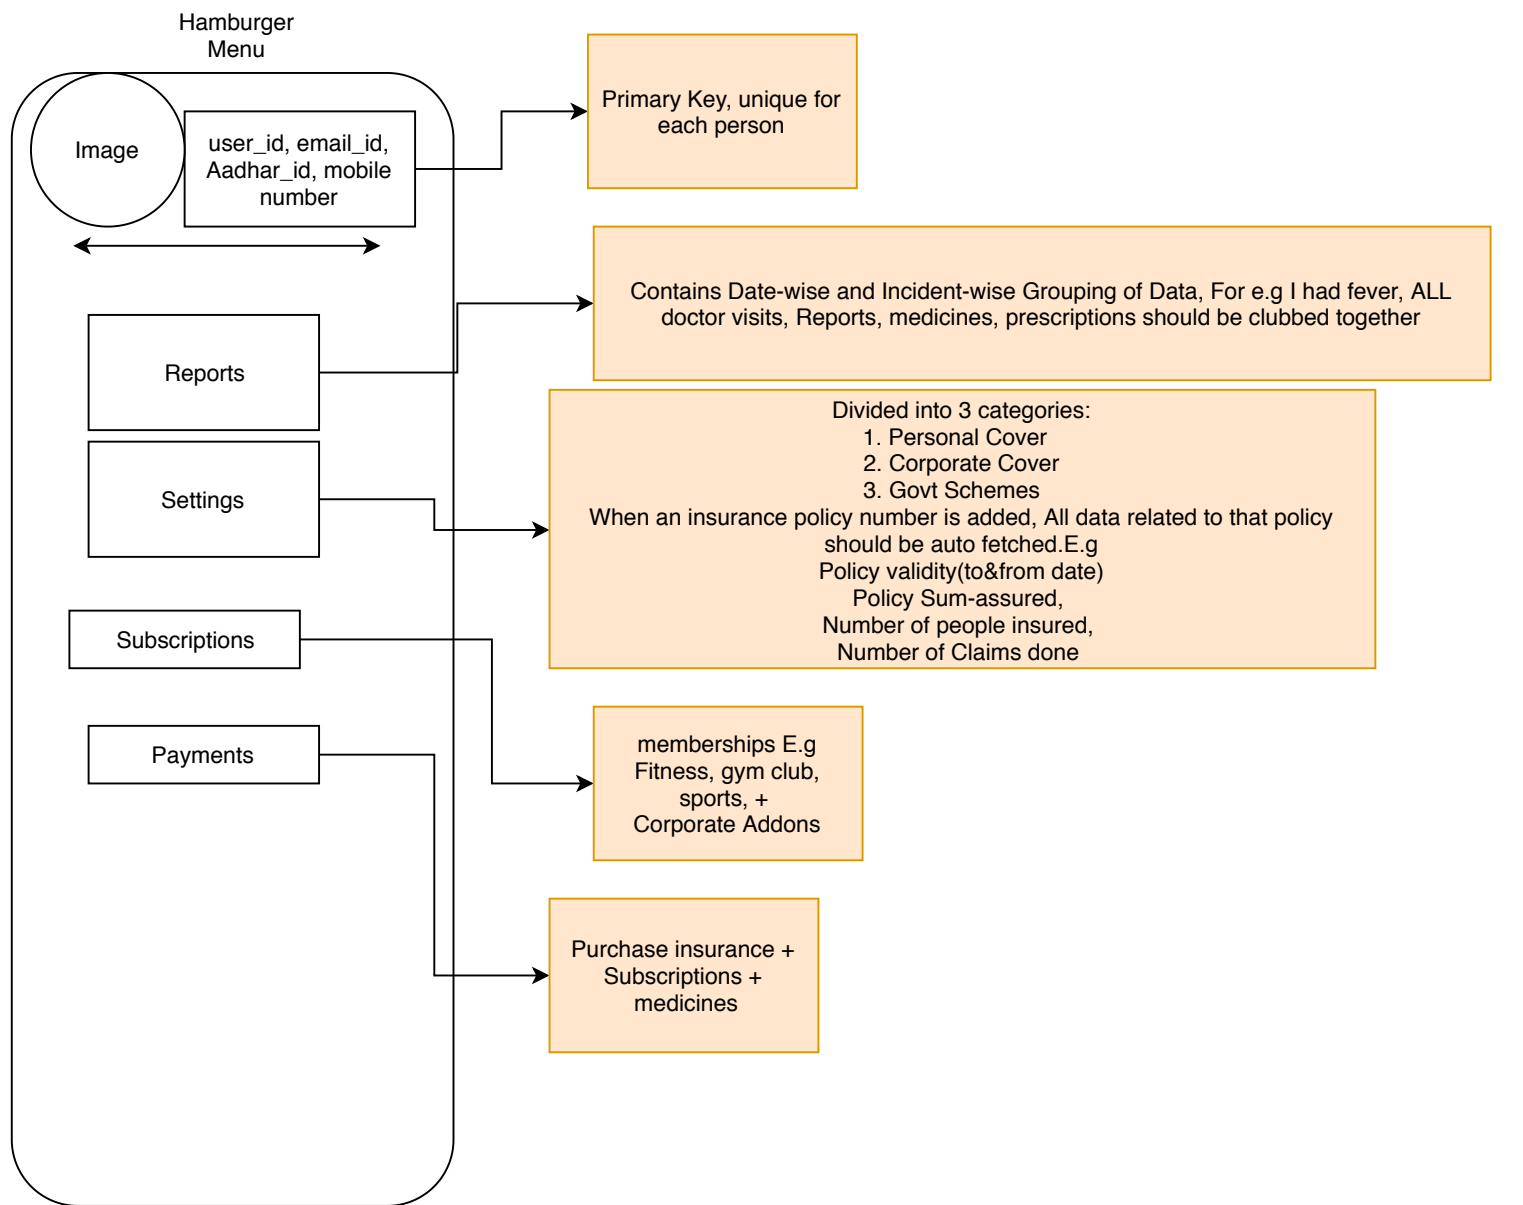 Hamburger
Menu
Image
user_id, email_id,
Aadhar_id, mobile
number
Primary Key, unique for
each person
Contains Date-wise and Incident-wise Grouping of Data, For e.g I had fever, ALL
doctor visits, Reports, medicines, prescriptions should be clubbed together
Reports
Divided into 3 categories:
1. Personal Cover
2. Corporate Cover
3. Govt Schemes
When an insurance policy number is added, All data related to that policy
should be auto fetched.E.g
Policy validity(to&from date)
Policy Sum-assured,
Number of people insured,
Number of Claims done
Settings
Subscriptions
memberships E.g
Fitness, gym club,
sports, +
Corporate Addons
Payments
Purchase insurance +
Subscriptions +
medicines